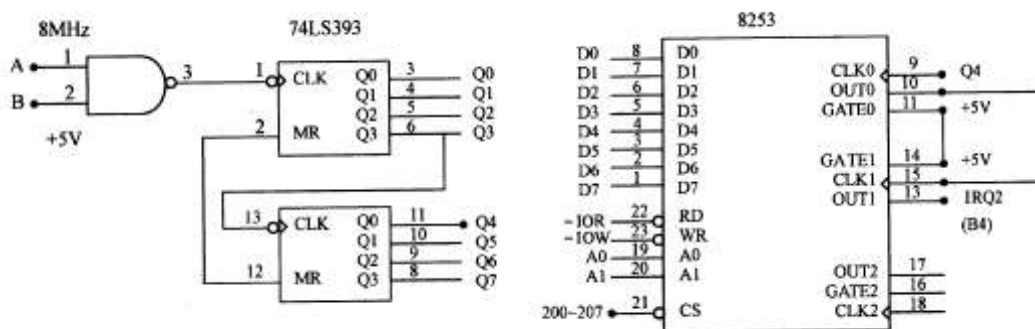 8MHz
A 1
3
B 2
+5V
74LS393
1 CLK Q0 3 Q0
Q1 4 Q1
Q2 5 Q2
2 MR Q3 6 Q3
13 CLK Q0 11 Q4
Q1 10 Q5
Q2 9 Q6
12 MR Q3 8 Q7
8253
D0 8 D0
D1 7 D1
D2 6 D2
D3 5 D3
D4 4 D4
D5 3 D5
D6 2 D6
D7 1 D7
-IOR 22 RD
-IOW 23 WR
A0 19 A0
A1 20 A1
200~207 21 CS
CLK0 9 Q4
OUT0 10
GATE0 11 +5V
GATE1 14 +5V
CLK1 15
OUT1 13 IRQ2
(B4)
OUT2 17
GATE2 16
CLK2 18